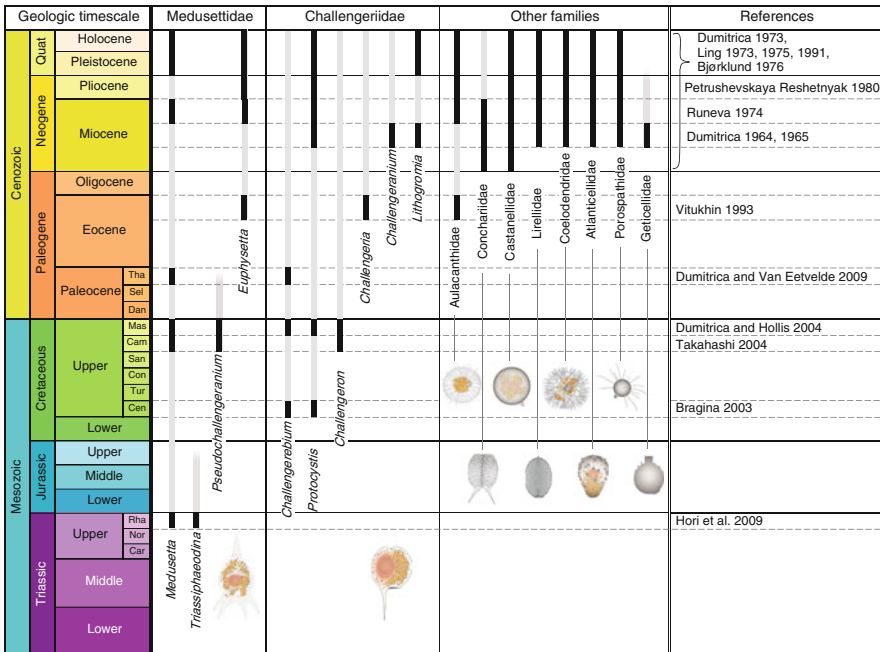 Geologic timescale
Medusettidae
Challengeriidae
Other families
References
Cenozoic
Mesozoic
Quat
Neogene
Paleogene
Cretaceous
Jurassic
Triassic
Holocene
Pleistocene
Pliocene
Miocene
Oligocene
Eocene
Paleocene
Tha
Sel
Dan
Upper
Mas
Cam
San
Con
Tur
Cen
Lower
Upper
Middle
Lower
Upper
Rha
Nor
Car
Middle
Lower
Medusetta
Triassiphaeodina
Pseudochallengeranium
Euphysetta
Challengerebium
Protocystis
Challengeron
Challengeria
Challengeranium
Lithogromia
Aulacanthidae
Conchariidae
Castanellidae
Lirellidae
Coelodendridae
Atlanticellidae
Porospathidae
Geticellidae
Dumitrica 1973,
Ling 1973, 1975, 1991,
Bjørklund 1976
Petrushevskaya Reshetnyak 1980
Runeva 1974
Dumitrica 1964, 1965
Vitukhin 1993
Dumitrica and Van Eetvelde 2009
Dumitrica and Hollis 2004
Takahashi 2004
Bragina 2003
Hori et al. 2009